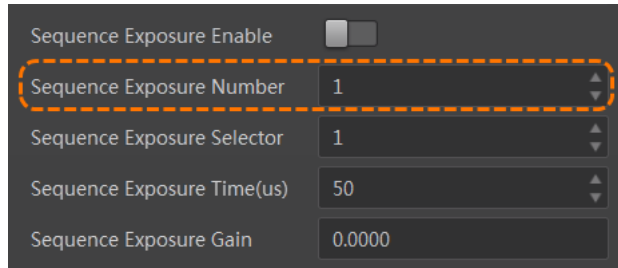 Sequence Exposure Enable
Sequence Exposure Number 1
Sequence Exposure Selector 1
Sequence Exposure Time(us) 50
Sequence Exposure Gain 0.0000